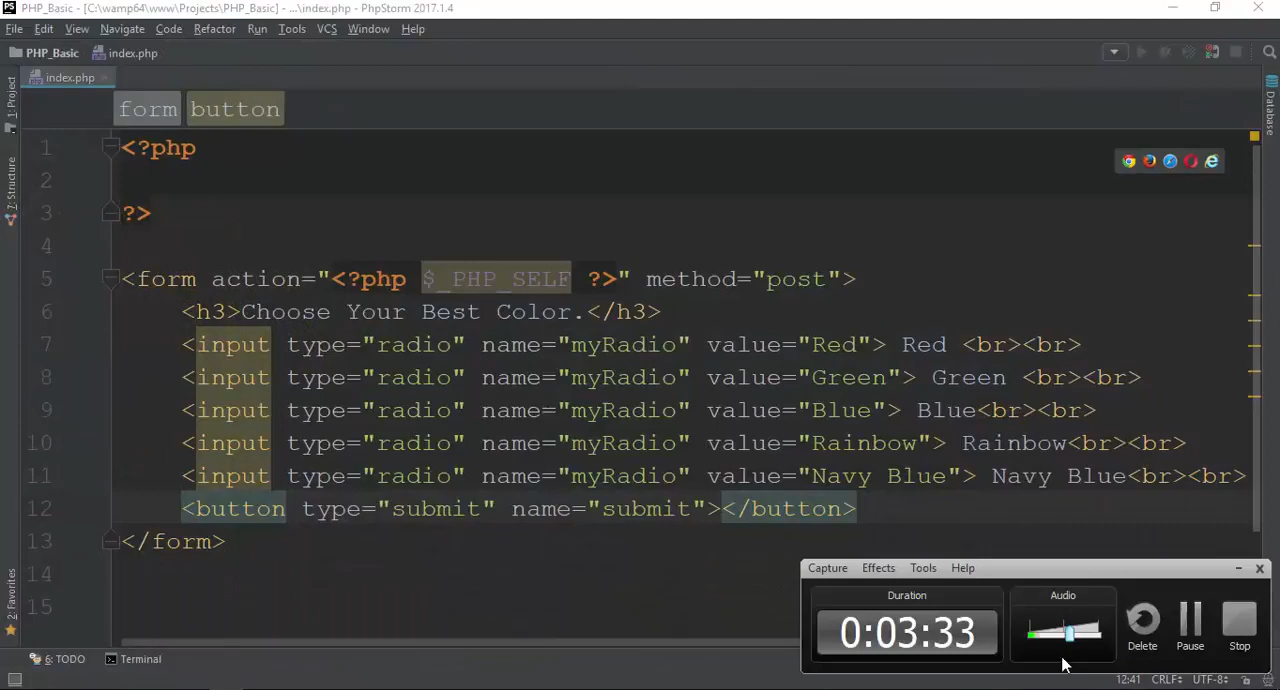 PS PHP_Basic - [C:\wamp64\www\Projects\PHP_Basic] - ...\index.php - PhpStorm 2017.1.4
File Edit View Navigate Code Refactor Run Tools VCS Window Help
PHP_Basic index.php
index.php
form button
1 <?php
2
3 ?>
4
5 <form action="<?php $_PHP_SELF ?>" method="post">
6 <h3>Choose Your Best Color.</h3>
7 <input type="radio" name="myRadio" value="Red"> Red <br><br>
8 <input type="radio" name="myRadio" value="Green"> Green <br><br>
9 <input type="radio" name="myRadio" value="Blue"> Blue<br><br>
10 <input type="radio" name="myRadio" value="Rainbow"> Rainbow<br><br>
11 <input type="radio" name="myRadio" value="Navy Blue"> Navy Blue<br><br>
12 <button type="submit" name="submit"></button>
13 </form>
14
15
1: Project
7: Structure
2: Favorites
Database
Capture Effects Tools Help
Duration Audio
0:03:33
Delete Pause Stop
6: TODO Terminal
12:41 CRLF UTF-8